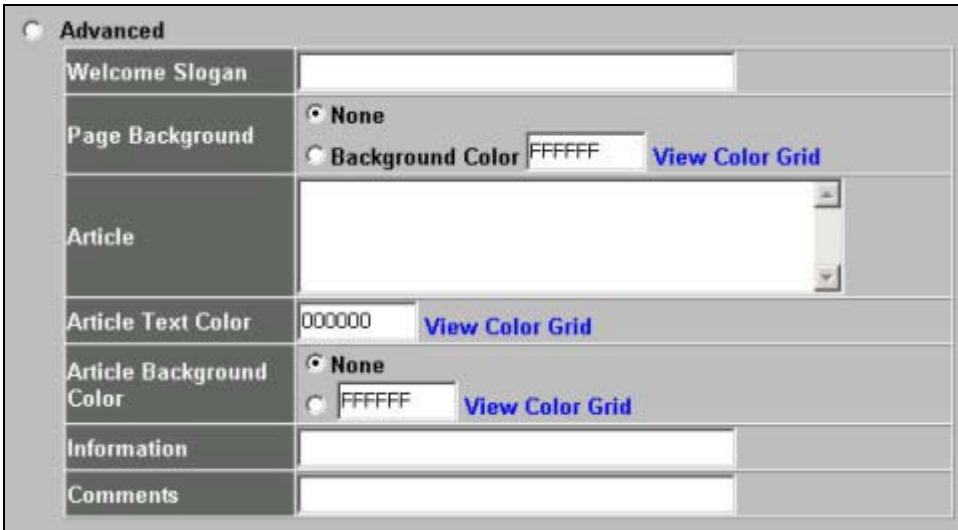 Advanced
Welcome Slogan
Page Background
None
Background Color FFFFFF View Color Grid
Article
Article Text Color 000000 View Color Grid
Article Background
Color
None
FFFFFF View Color Grid
Information
Comments